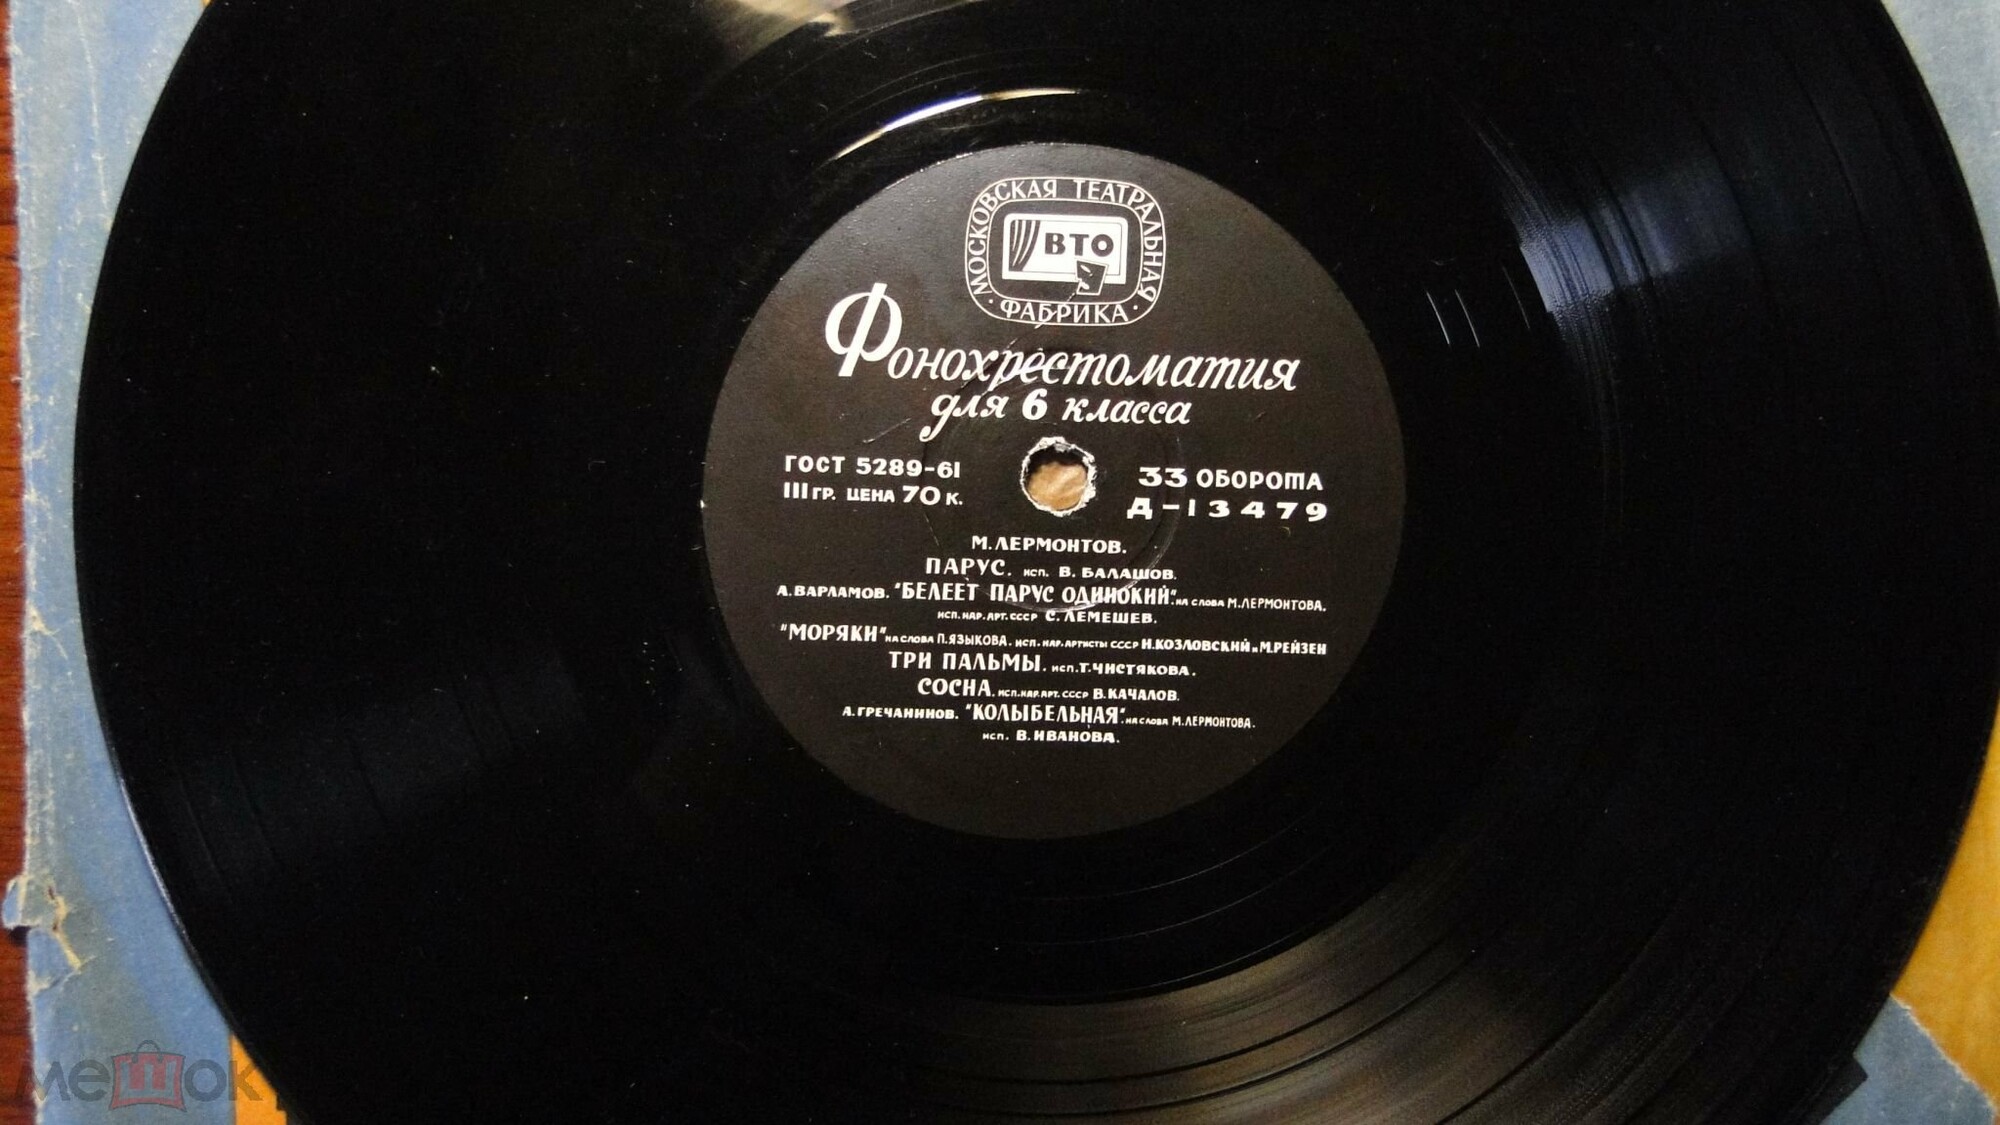 МОСКОВСКАЯ ТЕАТРАЛЬНАЯ
ВТО
· ФАБРИКА ·
Фонохрестоматия
для 6 класса
ГОСТ 5289-61
III ГР. ЦЕНА 70 К.
33 ОБОРОТА
Д-13479
М. ЛЕРМОНТОВ.
ПАРУС. исп. В. БАЛАШОВ.
А. ВАРЛАМОВ. "БЕЛЕЕТ ПАРУС ОДИНОКИЙ". НА СЛОВА М. ЛЕРМОНТОВА.
ИСП. НАР. АРТ. СССР С. ЛЕМЕШЕВ.
"МОРЯКИ" НА СЛОВА П. ЯЗЫКОВА. ИСП. НАР. АРТИСТЫ СССР И. КОЗЛОВСКИЙ и М. РЕЙЗЕН
ТРИ ПАЛЬМЫ. исп. Т. ЧИСТЯКОВА.
СОСНА. ИСП. НАР. АРТ. СССР В. КАЧАЛОВ.
А. ГРЕЧАНИНОВ. "КОЛЫБЕЛЬНАЯ". НА СЛОВА М. ЛЕРМОНТОВА.
исп. В. ИВАНОВА.
мешок